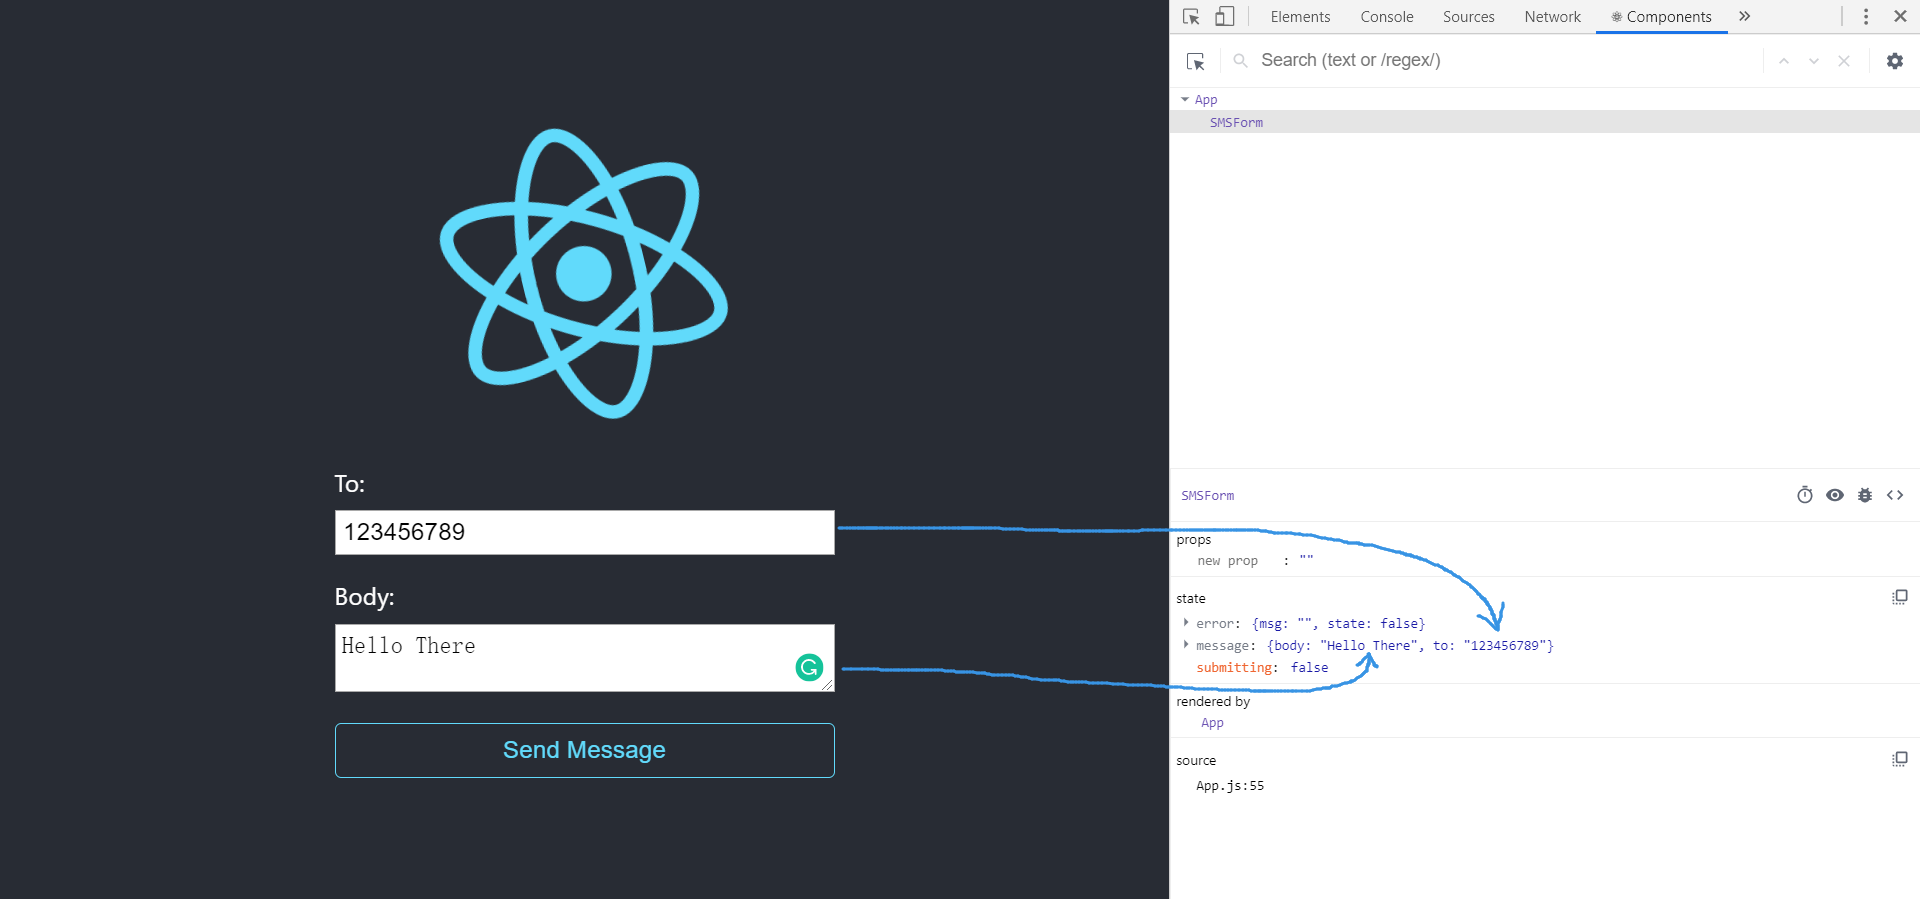 To:
123456789
Body:
Hello There
Send Message
Elements Console Sources Network Components
Search (text or /regex/)
App
SMSForm
SMSForm
props
new prop : ""
state
error: {msg: "", state: false}
message: {body: "Hello There", to: "123456789"}
submitting: false
rendered by
App
source
App.js:55